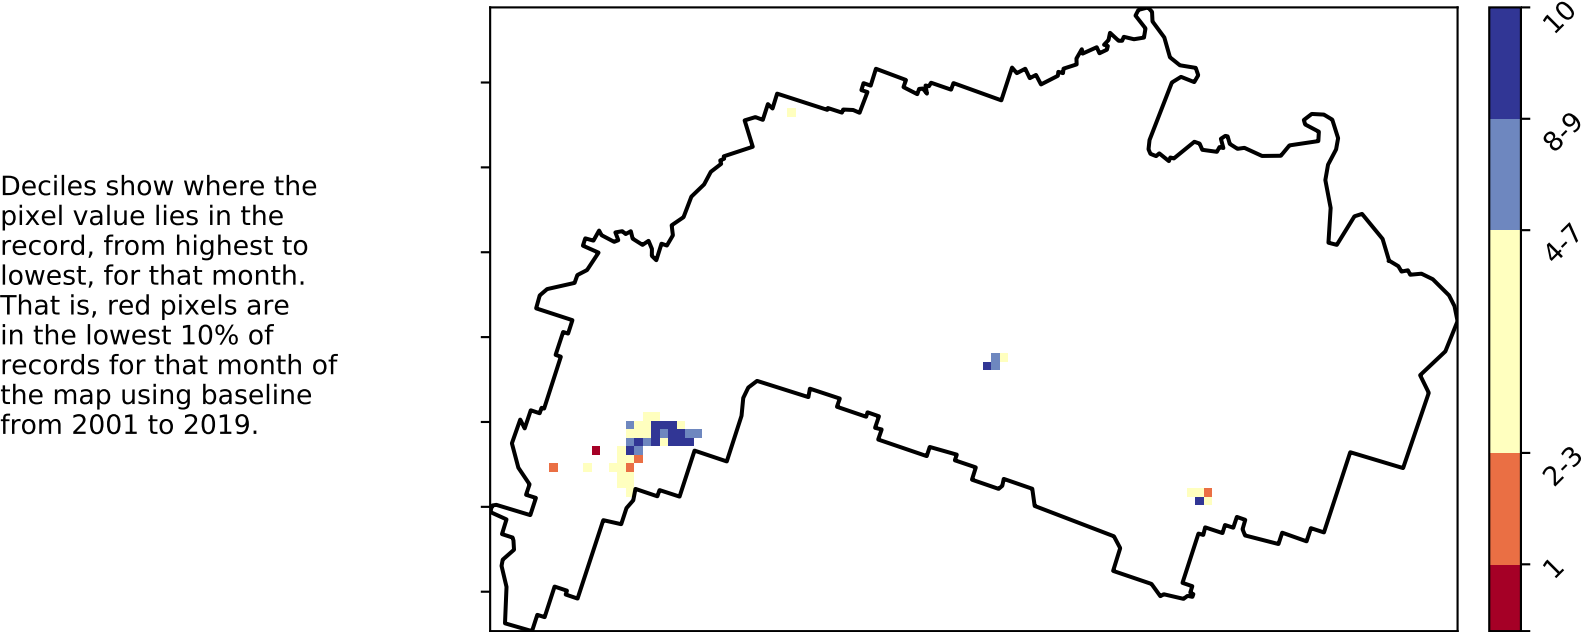 Deciles show where the
pixel value lies in the
record, from highest to
lowest, for that month.
That is, red pixels are
in the lowest 10% of
records for that month of
the map using baseline
from 2001 to 2019.
10
8-9
4-7
2-3
1